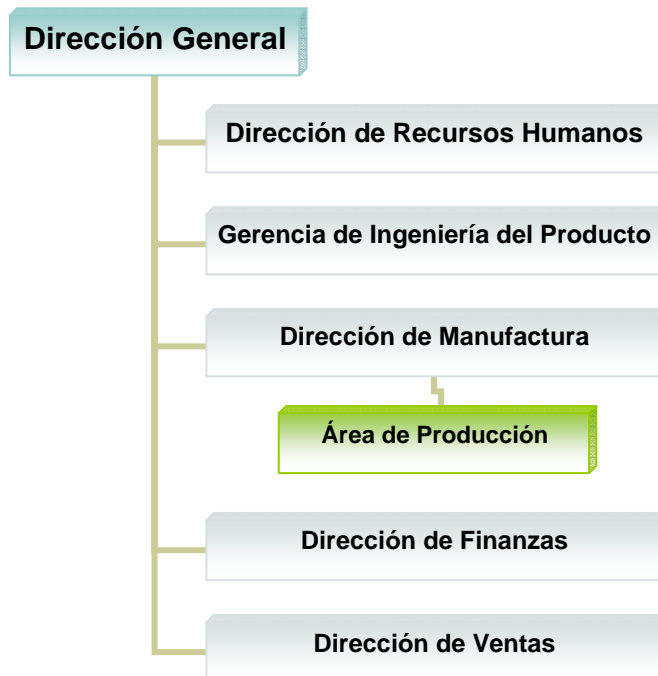 Dirección General
Dirección de Recursos Humanos
Gerencia de Ingeniería del Producto
Dirección de Manufactura
Área de Producción
Dirección de Finanzas
Dirección de Ventas